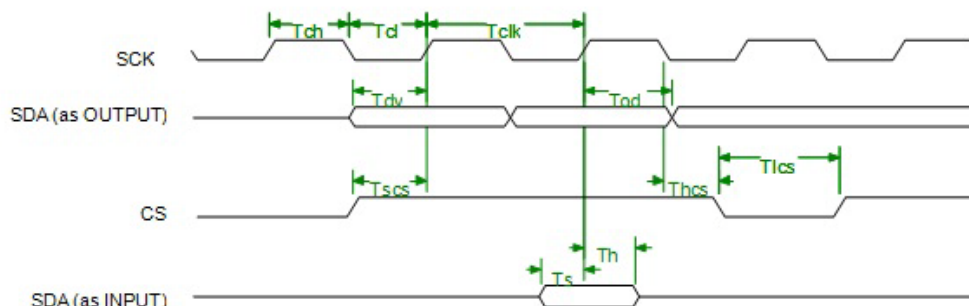 Tch Tcl Tclk
SCK
Tdv Tod
SDA (as OUTPUT)
Tscs Thcs Tlcs
CS
Ts Th
SDA (as INPUT)